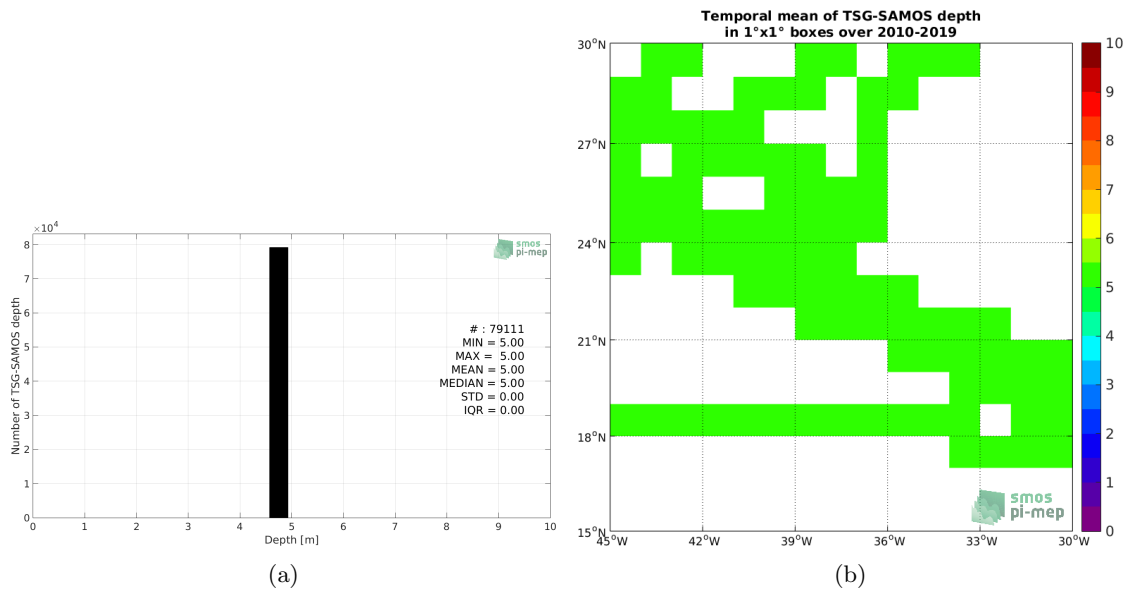 ×10⁴
8
7
6
5
4
3
2
1
0
Number of TSG-SAMOS depth
smos
pi-mep
# : 79111
MIN = 5.00
MAX = 5.00
MEAN = 5.00
MEDIAN = 5.00
STD = 0.00
IQR = 0.00
0 1 2 3 4 5 6 7 8 9 10
Depth [m]
(a)
Temporal mean of TSG-SAMOS depth
in 1°x1° boxes over 2010-2019
30°N
27°N
24°N
21°N
18°N
15°N
45°W 42°W 39°W 36°W 33°W 30°W
smos
pi-mep
10
9
8
7
6
5
4
3
2
1
0
(b)